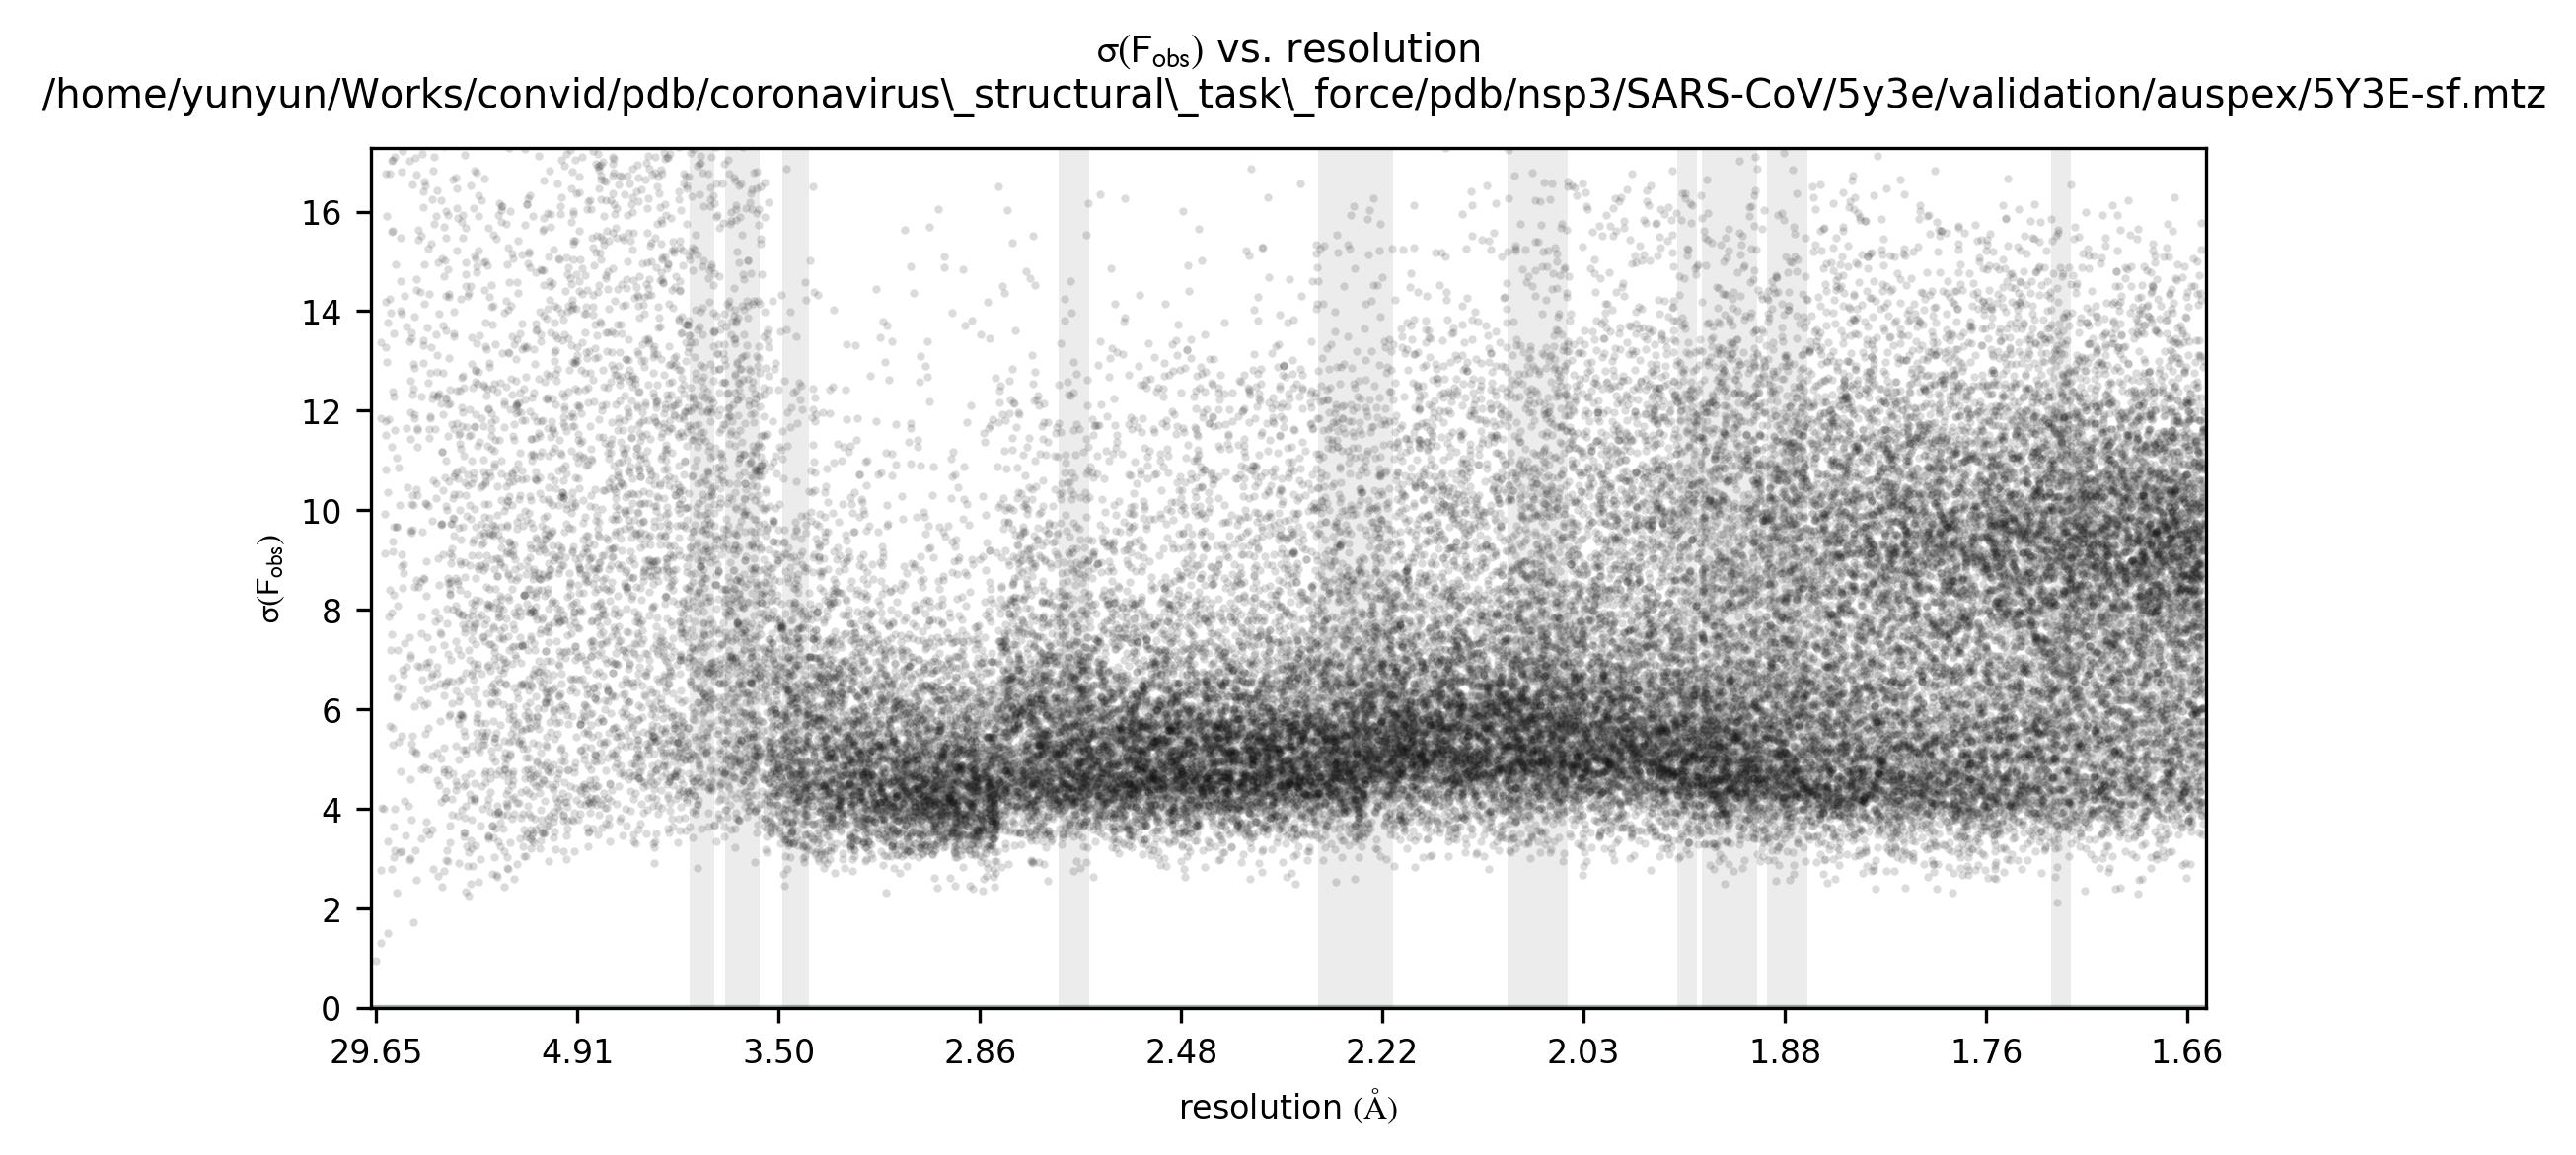 σ(Fobs) vs. resolution
/home/yunyun/Works/convid/pdb/coronavirus\_structural\_task\_force/pdb/nsp3/SARS-CoV/5y3e/validation/auspex/5Y3E-sf.mtz
16
14
12
10
8
6
4
2
0
σ(Fobs)
29.65 4.91 3.50 2.86 2.48 2.22 2.03 1.88 1.76 1.66
resolution (Å)